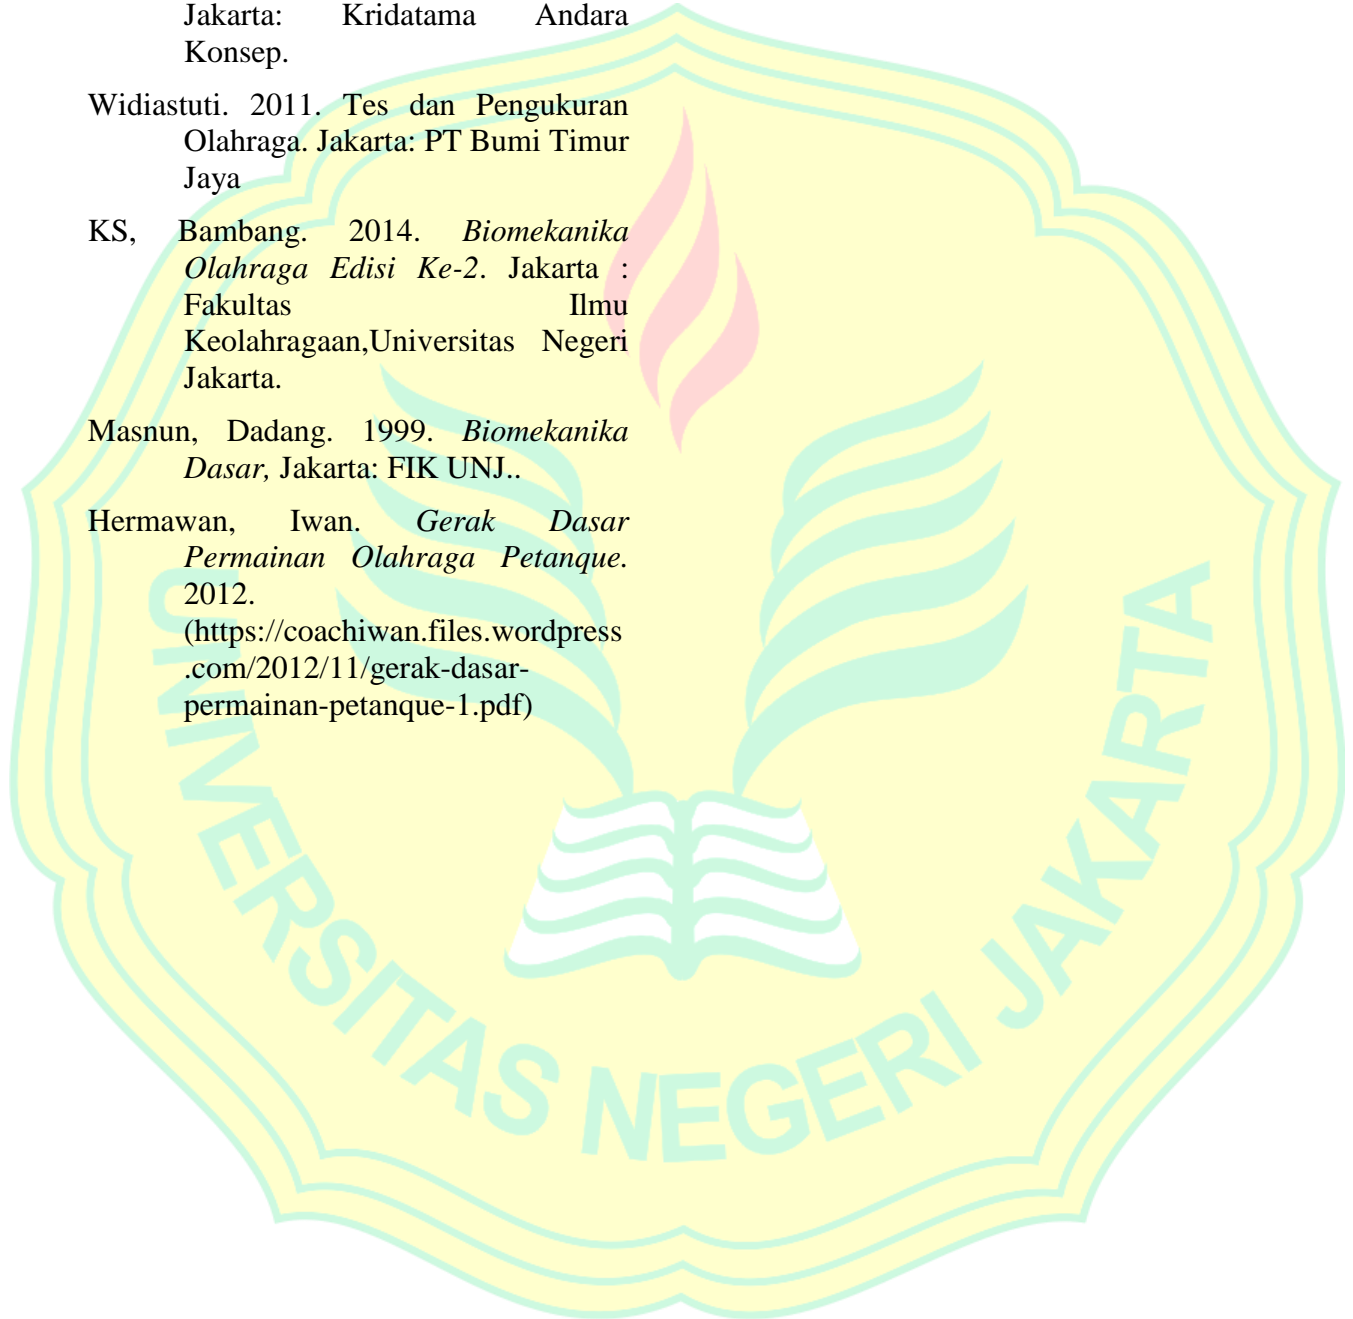 Jakarta: Kridatama Andara
Konsep.
Widiastuti. 2011. Tes dan Pengukuran
Olahraga. Jakarta: PT Bumi Timur
Jaya
KS, Bambang. 2014. Biomekanika
Olahraga Edisi Ke-2. Jakarta :
Fakultas Ilmu
Keolahragaan,Universitas Negeri
Jakarta.
Masnun, Dadang. 1999. Biomekanika
Dasar, Jakarta: FIK UNJ..
Hermawan, Iwan. Gerak Dasar
Permainan Olahraga Petanque.
2012.
(https://coachiwan.files.wordpress
.com/2012/11/gerak-dasar-
permainan-petanque-1.pdf)
UNIVERSITAS NEGERI JAKARTA